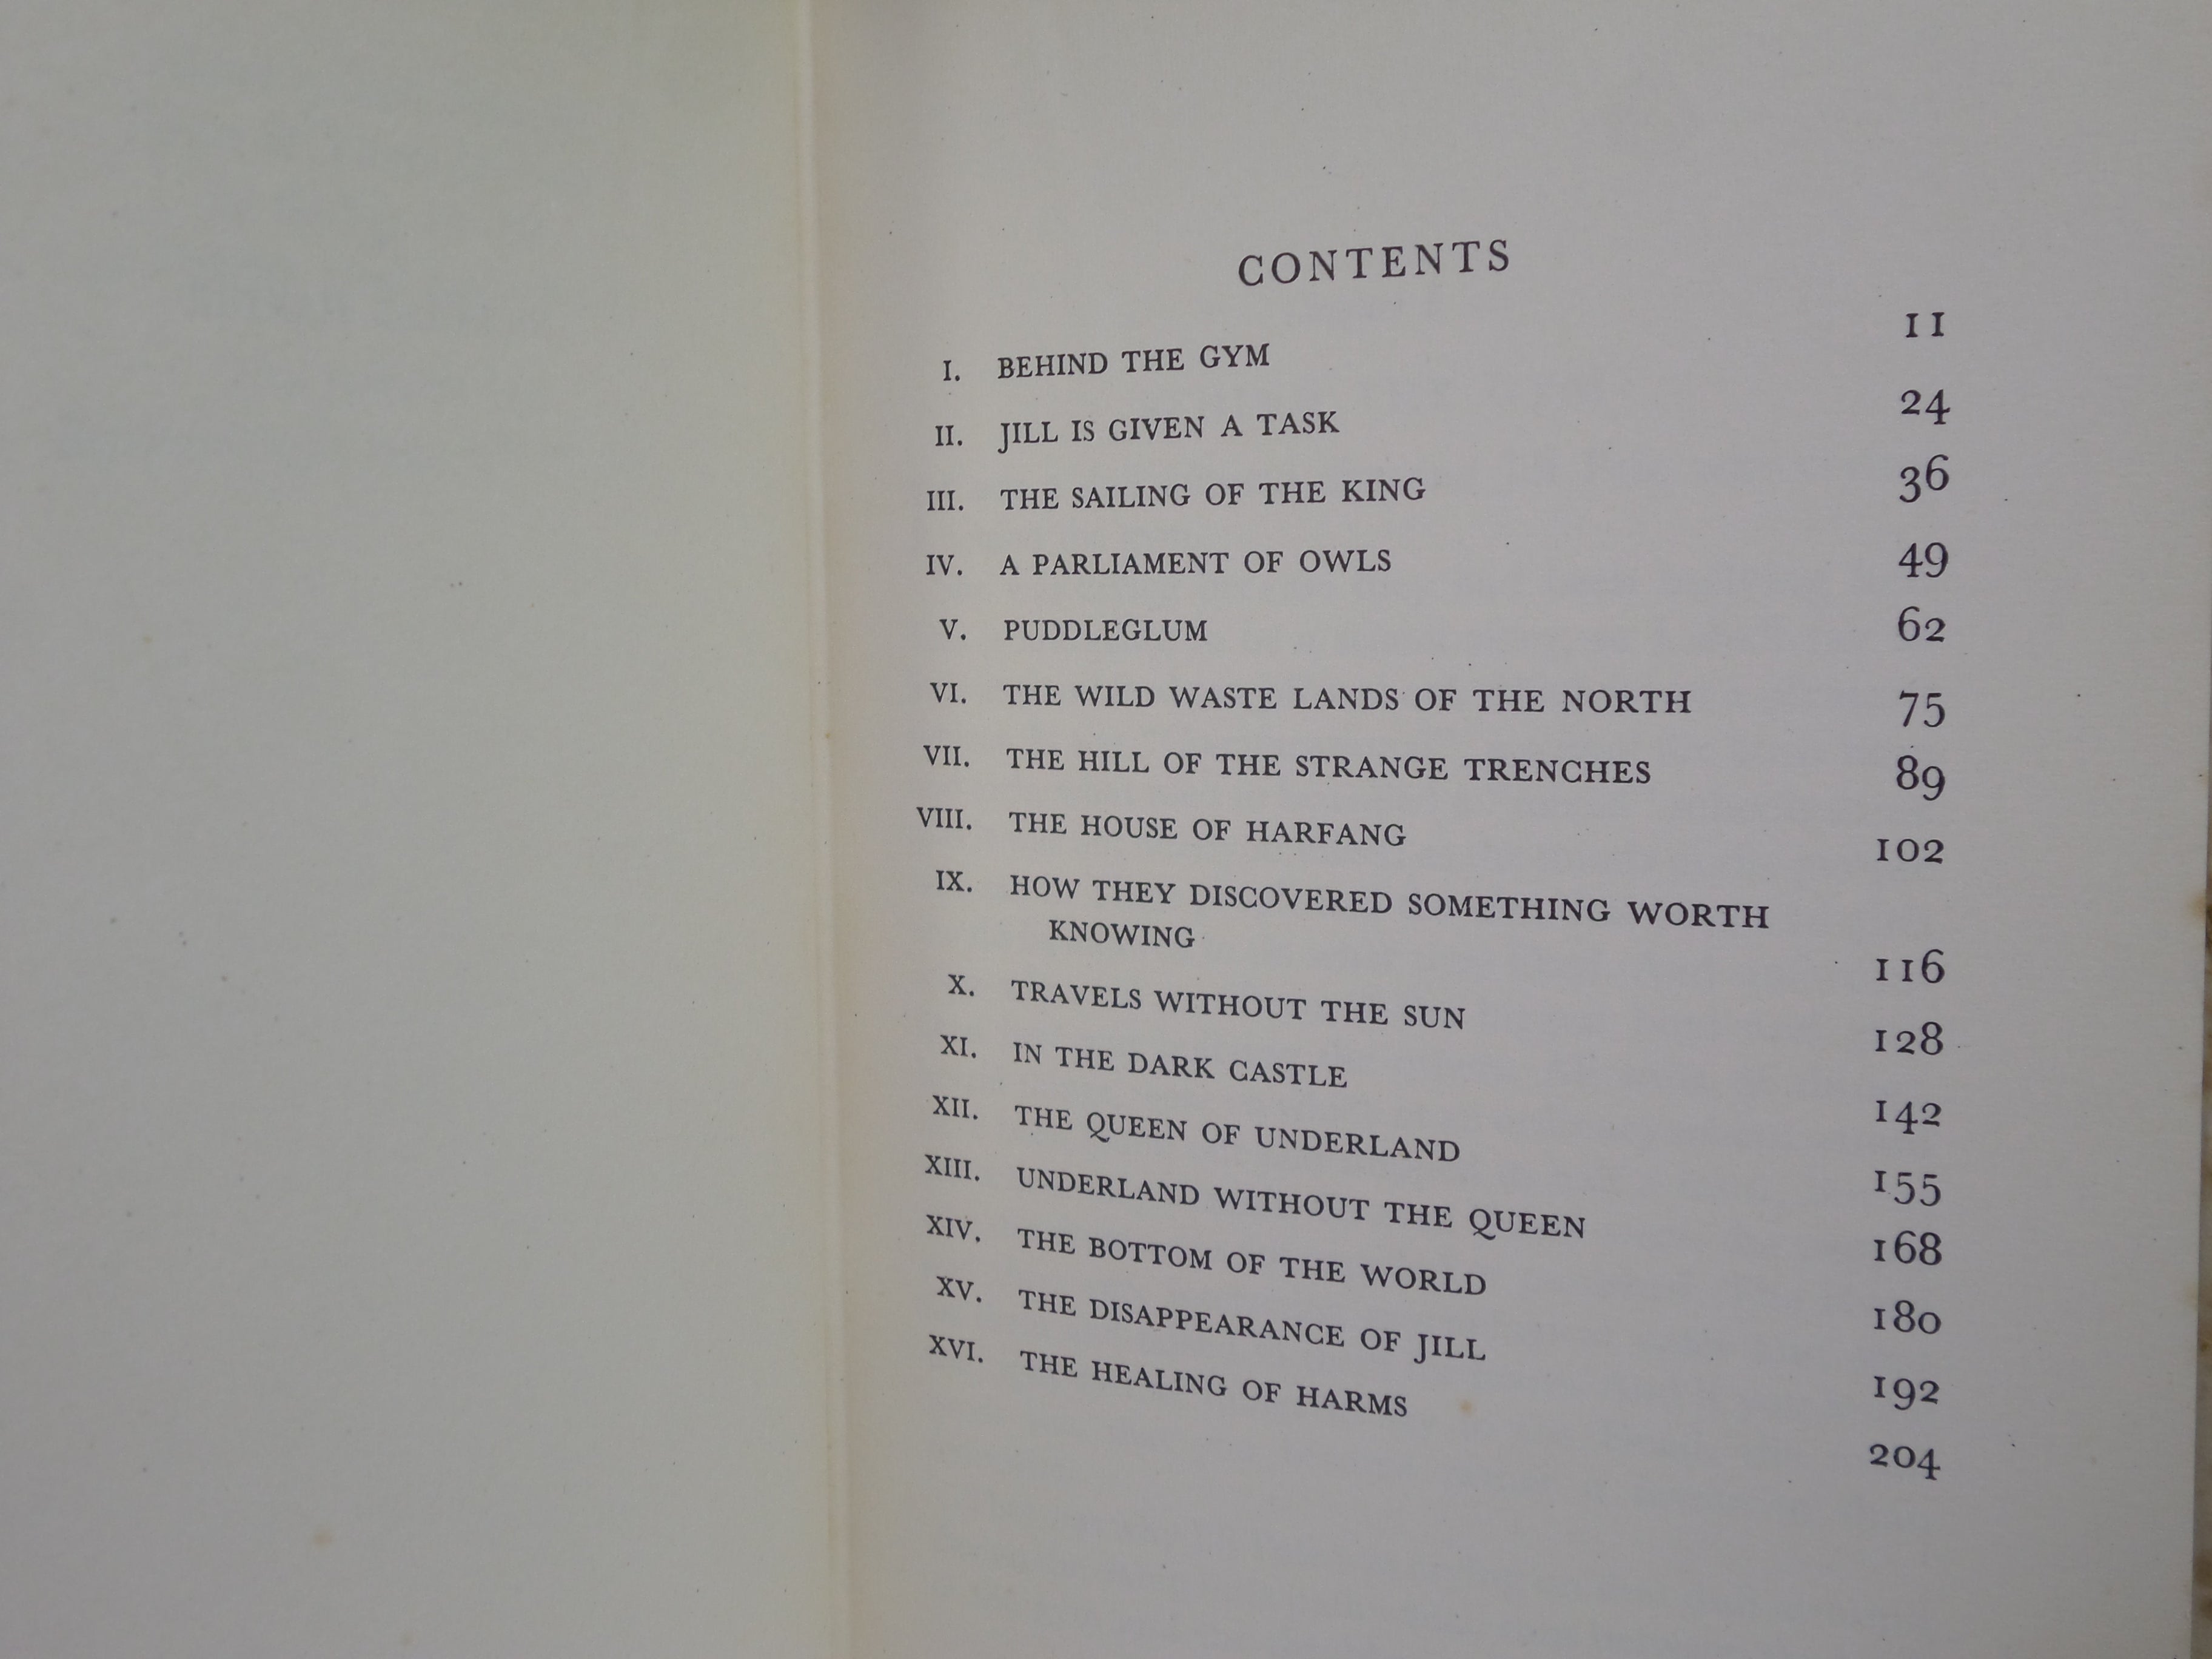 CONTENTS
I. BEHIND THE GYM 11
II. JILL IS GIVEN A TASK 24
III. THE SAILING OF THE KING 36
IV. A PARLIAMENT OF OWLS 49
V. PUDDLEGLUM 62
VI. THE WILD WASTE LANDS OF THE NORTH 75
VII. THE HILL OF THE STRANGE TRENCHES 89
VIII. THE HOUSE OF HARFANG 102
IX. HOW THEY DISCOVERED SOMETHING WORTH
KNOWING 116
X. TRAVELS WITHOUT THE SUN 128
XI. IN THE DARK CASTLE 142
XII. THE QUEEN OF UNDERLAND 155
XIII. UNDERLAND WITHOUT THE QUEEN 168
XIV. THE BOTTOM OF THE WORLD 180
XV. THE DISAPPEARANCE OF JILL 192
XVI. THE HEALING OF HARMS 204